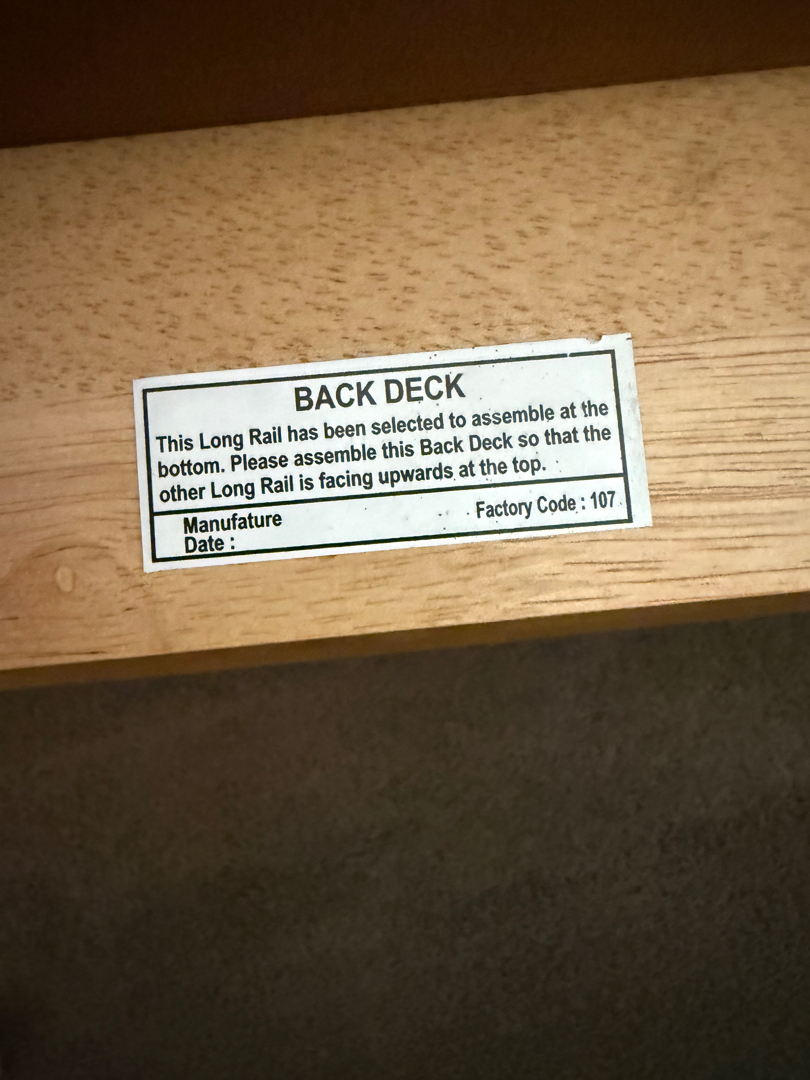 BACK DECK
This Long Rail has been selected to assemble at the
bottom. Please assemble this Back Deck so that the
other Long Rail is facing upwards at the top.
Manufature
Date :
Factory Code : 107